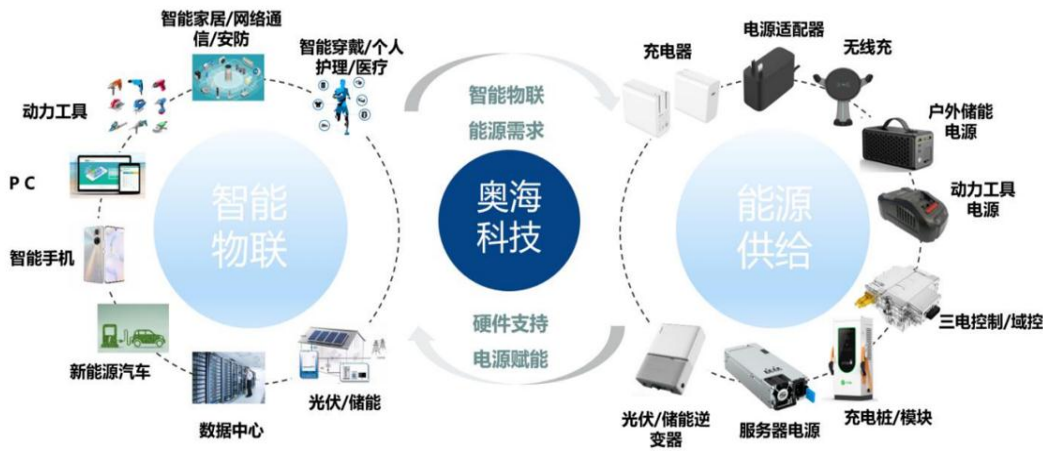 智能家居/网络通
信/安防
智能穿戴/个人
护理/医疗
动力工具
P C
智能手机
新能源汽车
数据中心
光伏/储能
智能
物联
智能物联
能源需求
奥海
科技
硬件支持
电源赋能
能源
供给
充电器
电源适配器
无线充
户外储能
电源
动力工具
电源
三电控制/域控
充电桩/模块
服务器电源
光伏/储能逆
变器